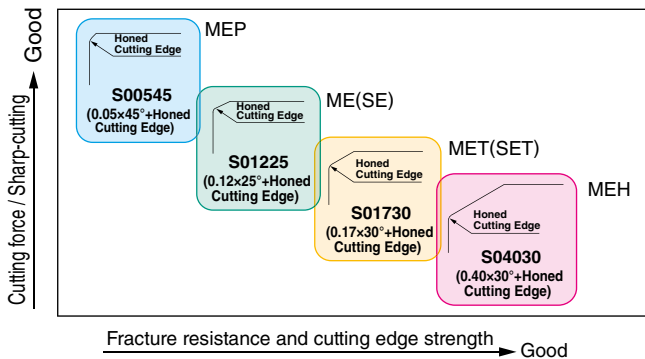 Good
Cutting force / Sharp-cutting
MEP
Honed
Cutting Edge
S00545
(0.05×45°+Honed
Cutting Edge)
ME(SE)
Honed
Cutting Edge
S01225
(0.12×25°+Honed
Cutting Edge)
MET(SET)
Honed
Cutting Edge
S01730
(0.17×30°+Honed
Cutting Edge)
MEH
Honed
Cutting Edge
S04030
(0.40×30°+Honed
Cutting Edge)
Fracture resistance and cutting edge strength
Good